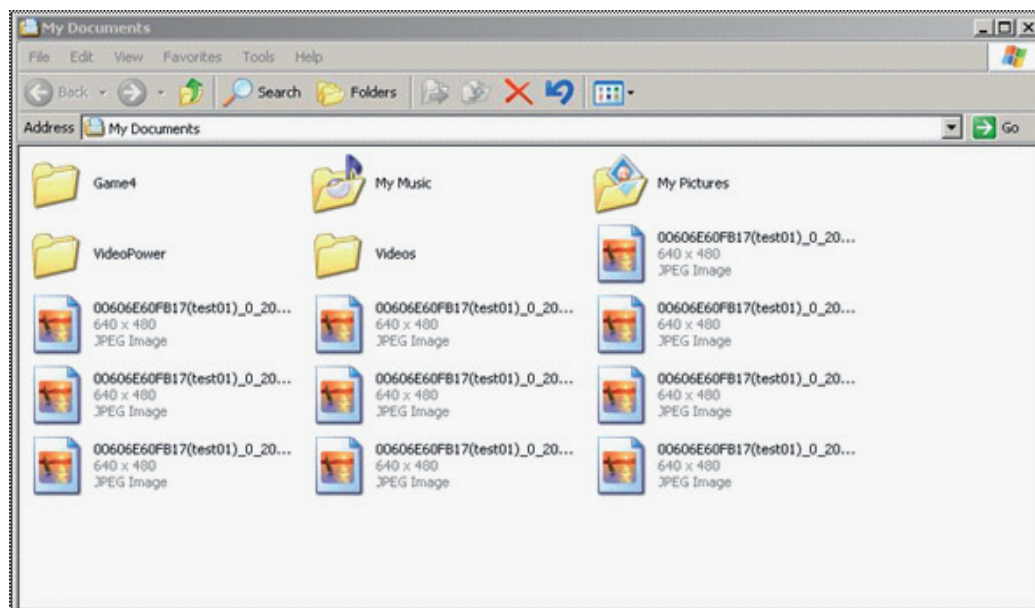 My Documents
File Edit View Favorites Tools Help
Back Search Folders
Address My Documents Go
Game4 My Music My Pictures
VideoPower Videos 00606E60FB17(test01)_0_20...
640 x 480
JPEG Image
00606E60FB17(test01)_0_20... 00606E60FB17(test01)_0_20... 00606E60FB17(test01)_0_20...
640 x 480 640 x 480 640 x 480
JPEG Image JPEG Image JPEG Image
00606E60FB17(test01)_0_20... 00606E60FB17(test01)_0_20... 00606E60FB17(test01)_0_20...
640 x 480 640 x 480 640 x 480
JPEG Image JPEG Image JPEG Image
00606E60FB17(test01)_0_20... 00606E60FB17(test01)_0_20... 00606E60FB17(test01)_0_20...
640 x 480 640 x 480 640 x 480
JPEG Image JPEG Image JPEG Image